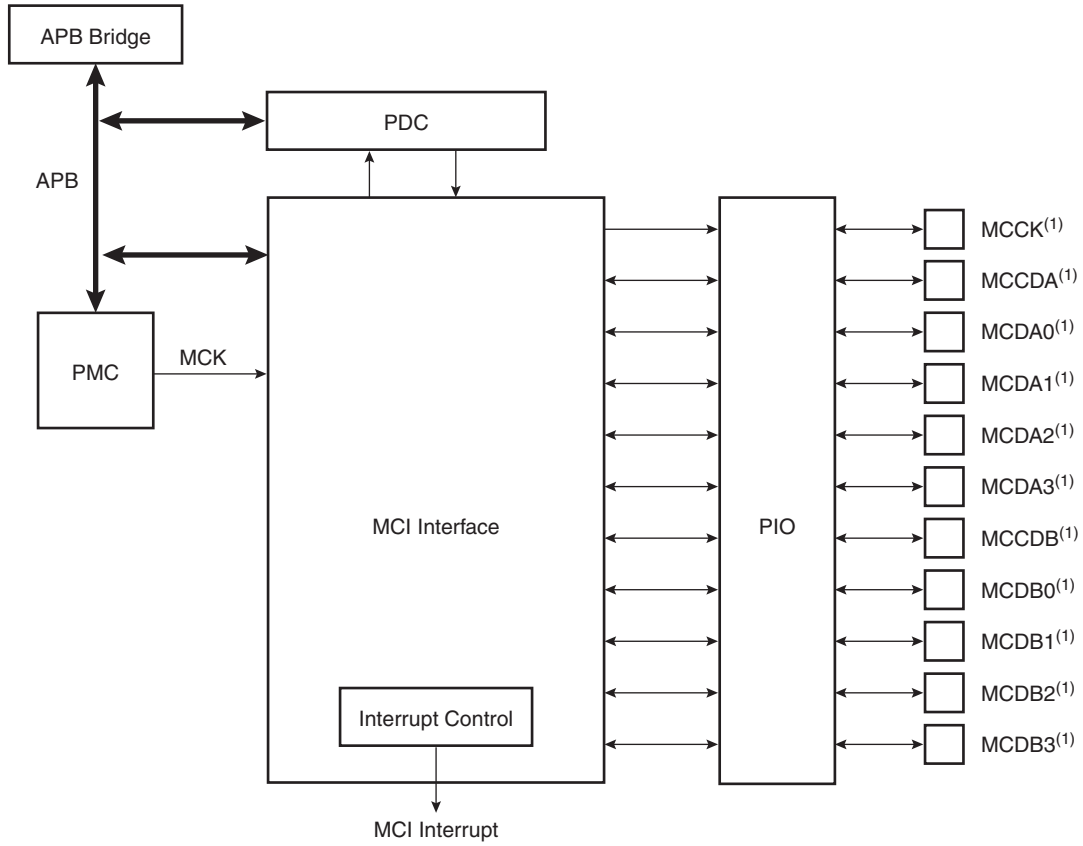 APB Bridge
PDC
APB
MCCK(1)
MCCDA(1)
MCDA0(1)
PMC
MCK
MCDA1(1)
MCDA2(1)
MCDA3(1)
MCI Interface
PIO
MCCDB(1)
MCDB0(1)
MCDB1(1)
MCDB2(1)
Interrupt Control
MCDB3(1)
MCI Interrupt